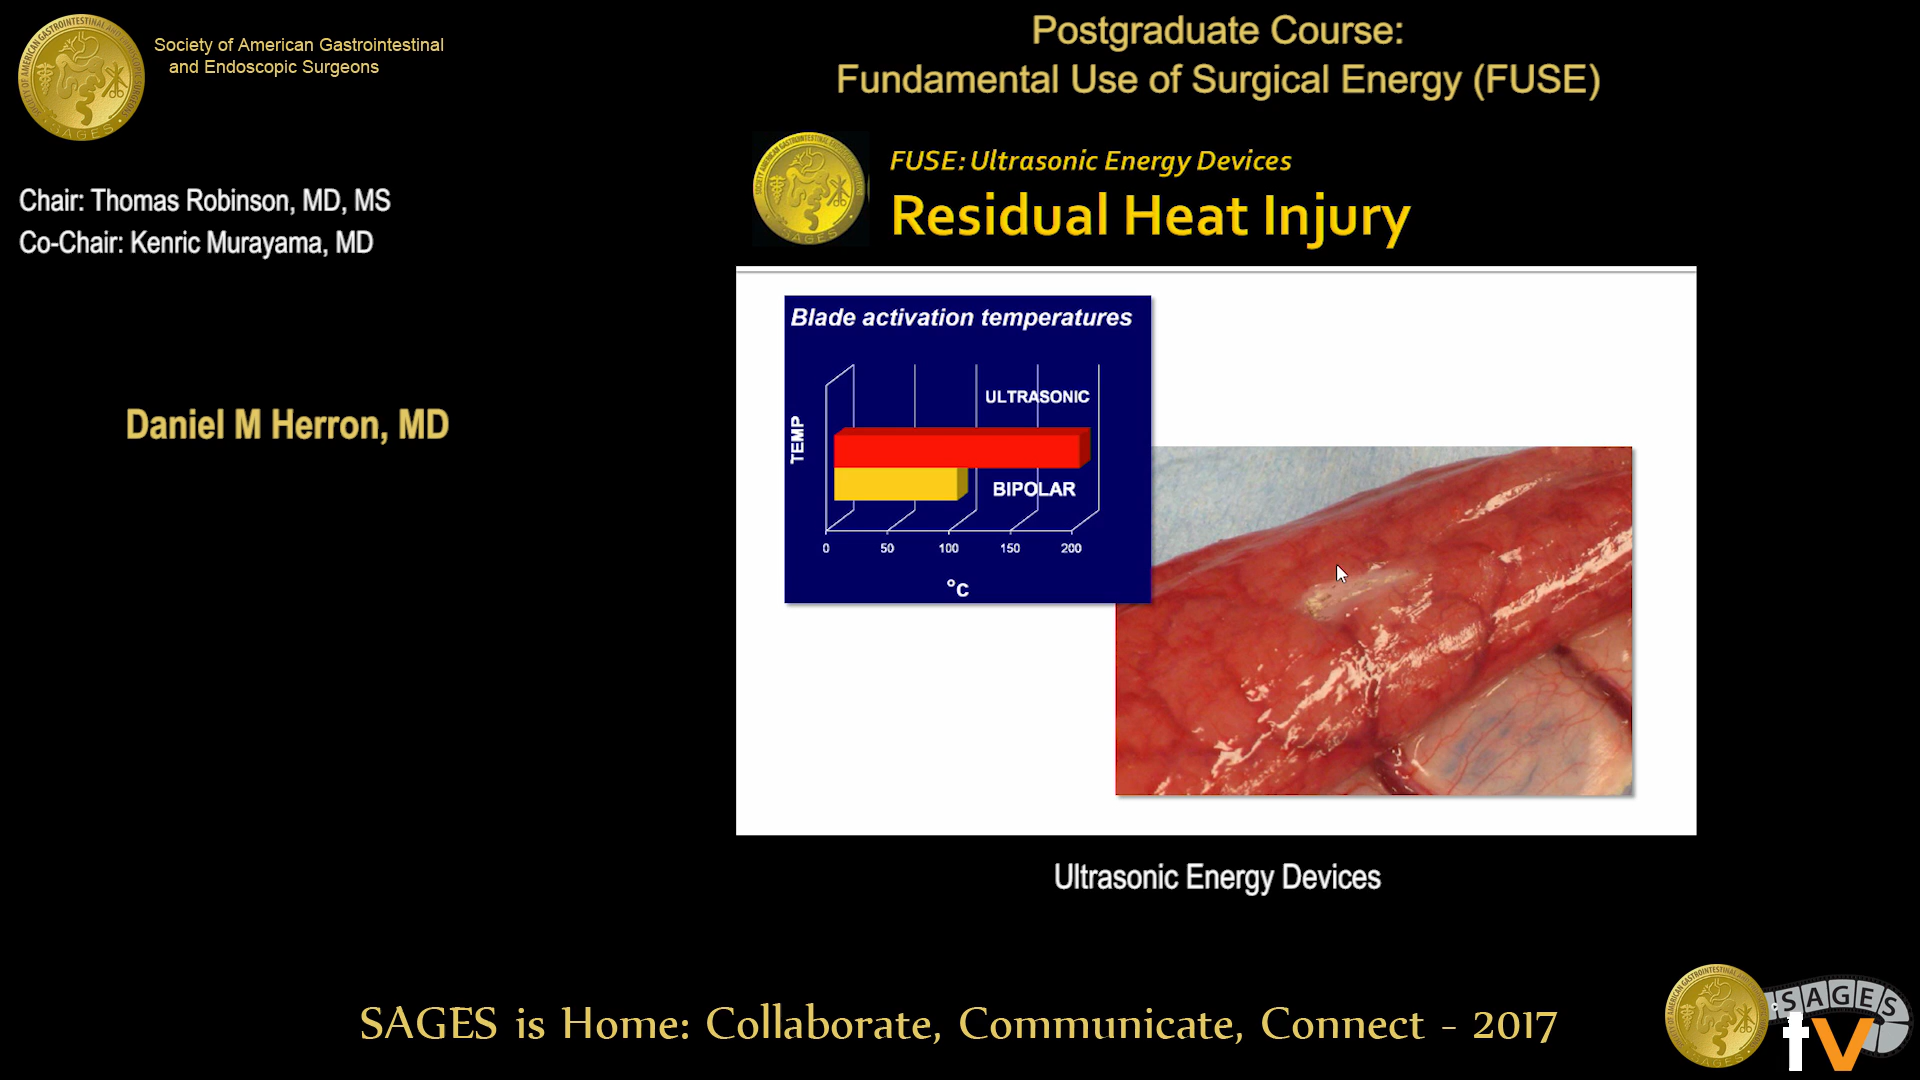 Society of American Gastrointestinal
and Endoscopic Surgeons
Postgraduate Course:
Fundamental Use of Surgical Energy (FUSE)
Chair: Thomas Robinson, MD, MS
Co-Chair: Kenric Murayama, MD
Daniel M Herron, MD
FUSE: Ultrasonic Energy Devices
Residual Heat Injury
Blade activation temperatures
ULTRASONIC
TEMP
BIPOLAR
0 50 100 150 200
°C
Ultrasonic Energy Devices
SAGES is Home: Collaborate, Communicate, Connect - 2017
SAGES
tv